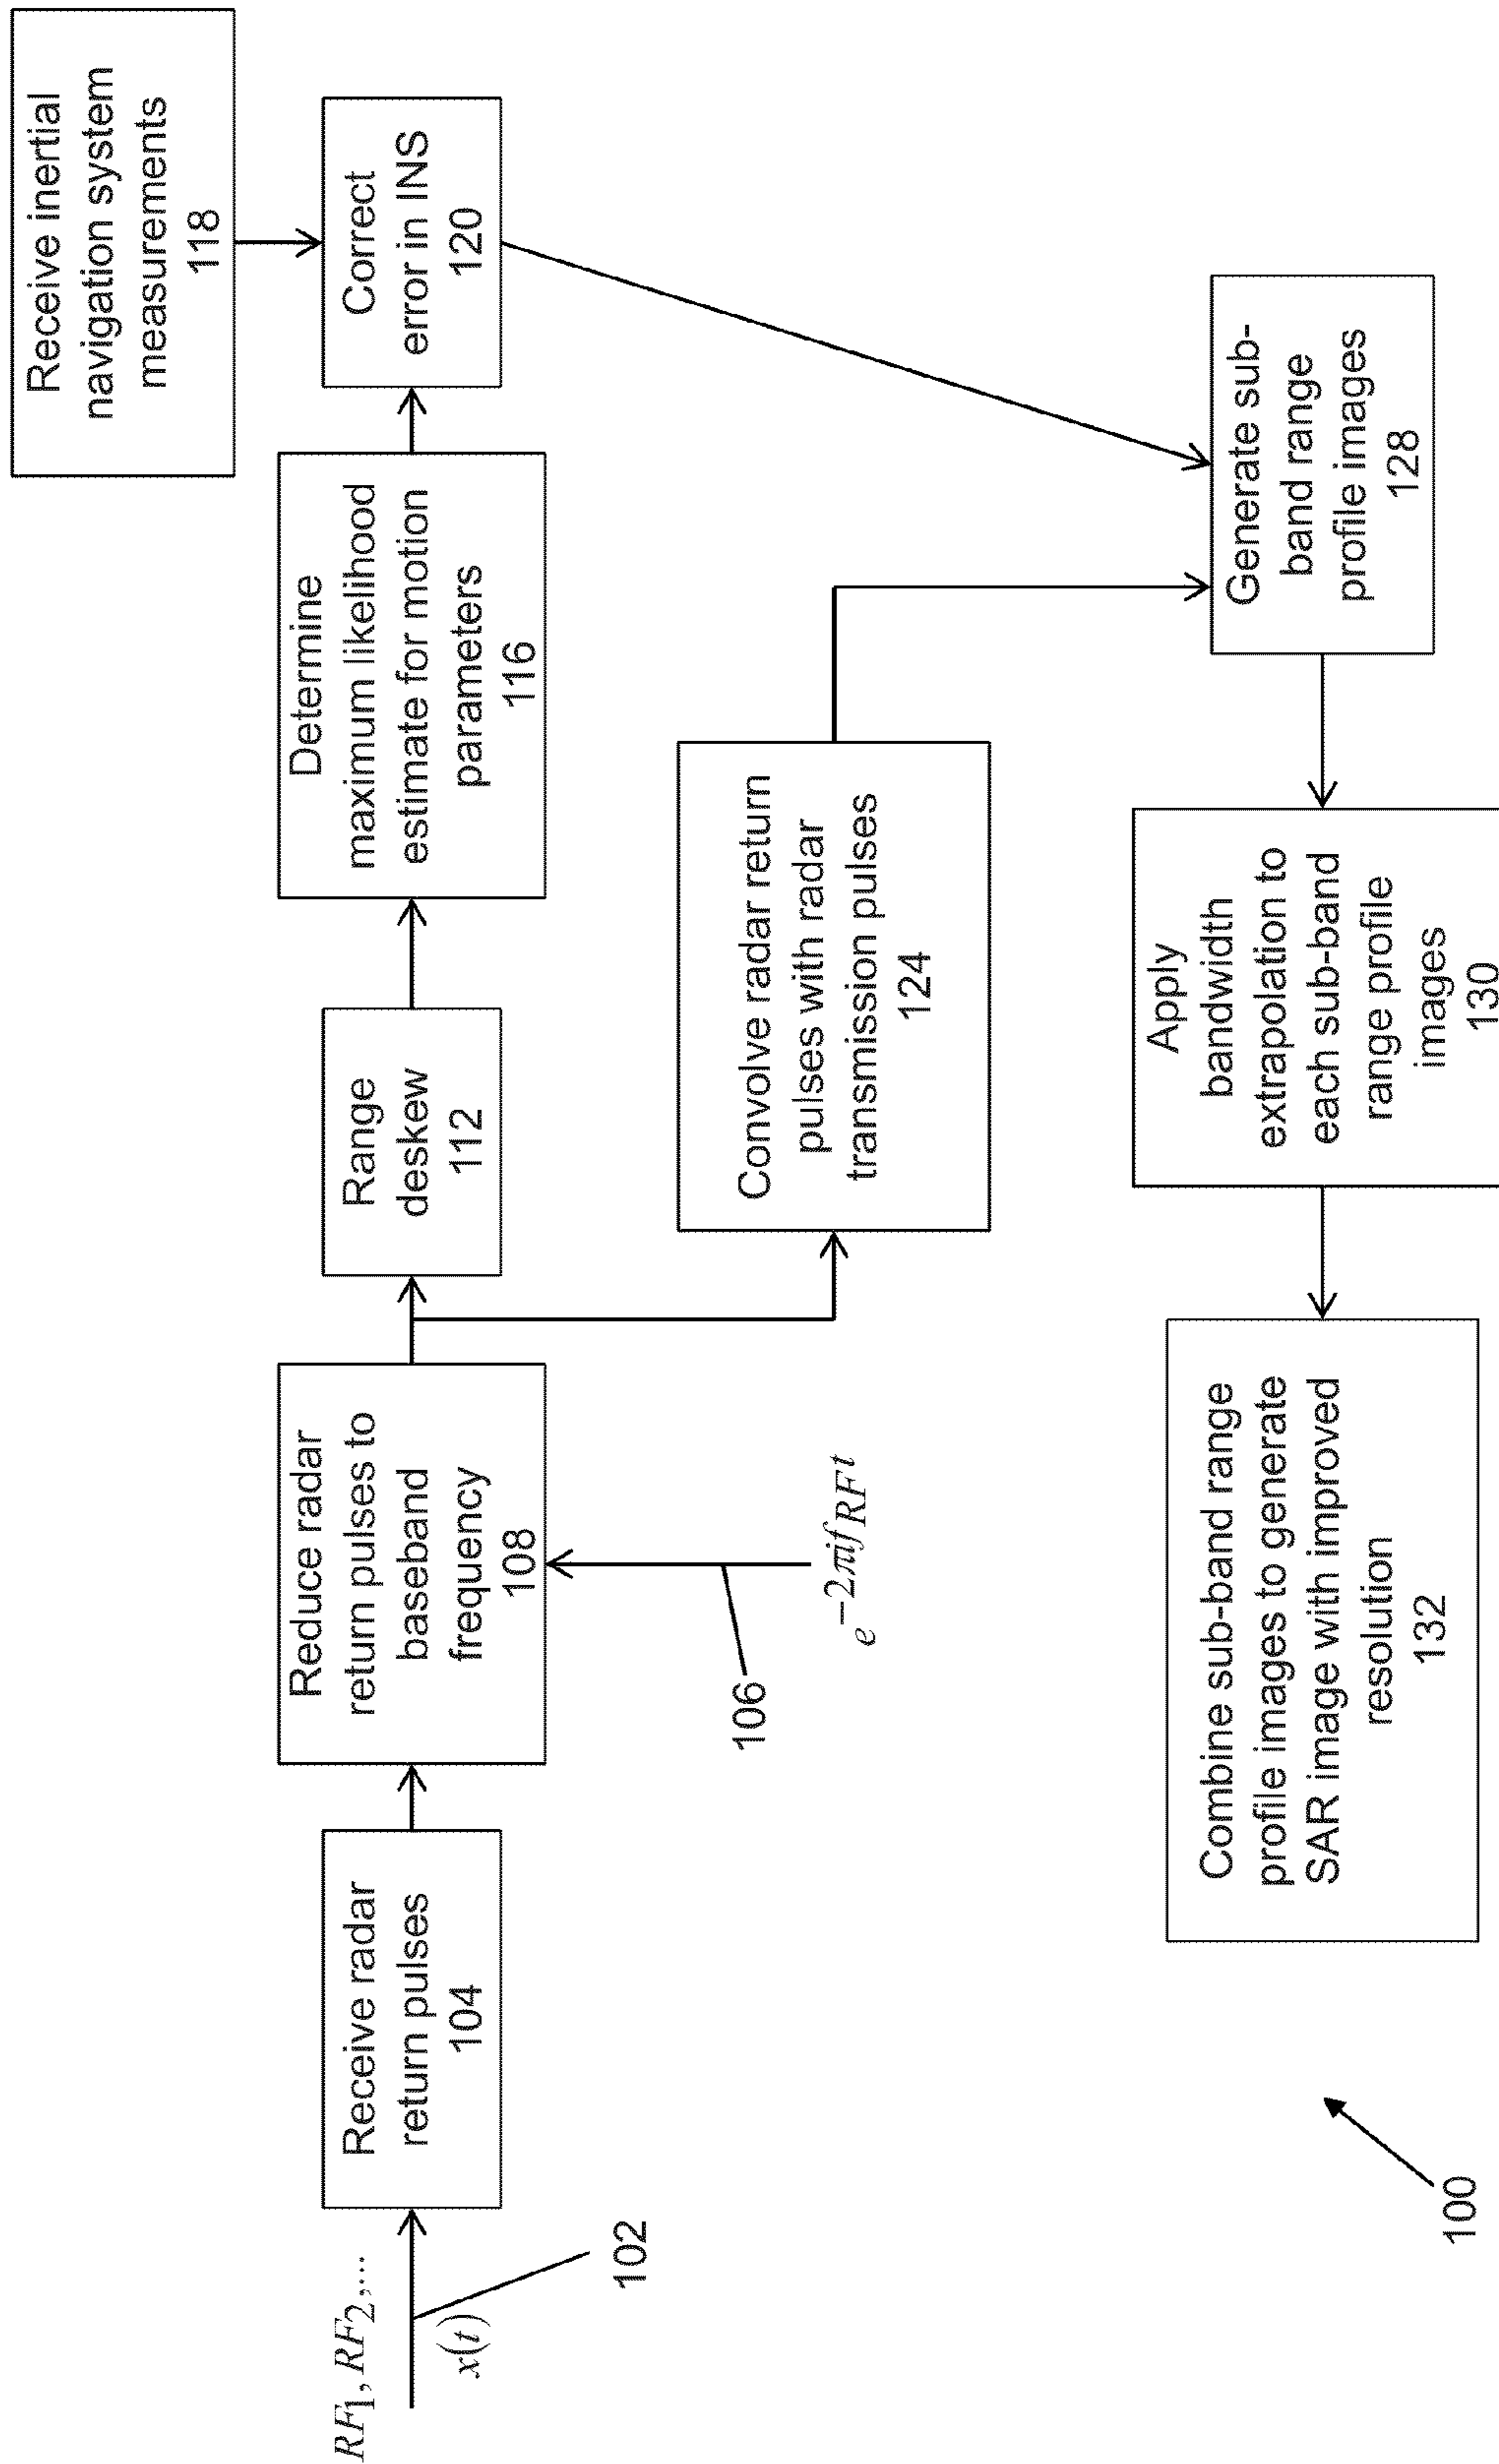 RF1, RF2,...
x(t)
102
Receive radar
return pulses
104
Reduce radar
return pulses to
baseband
frequency
108
106
e^−2πif_RF t
Range
deskew
112
Determine
maximum likelihood
estimate for motion
parameters
116
Receive inertial
navigation system
measurements
118
Correct
error in INS
120
Convolve radar return
pulses with radar
transmission pulses
124
Generate sub-
band range
profile images
128
Apply
bandwidth
extrapolation to
each sub-band
range profile
images
130
Combine sub-band range
profile images to generate
SAR image with improved
resolution
132
100